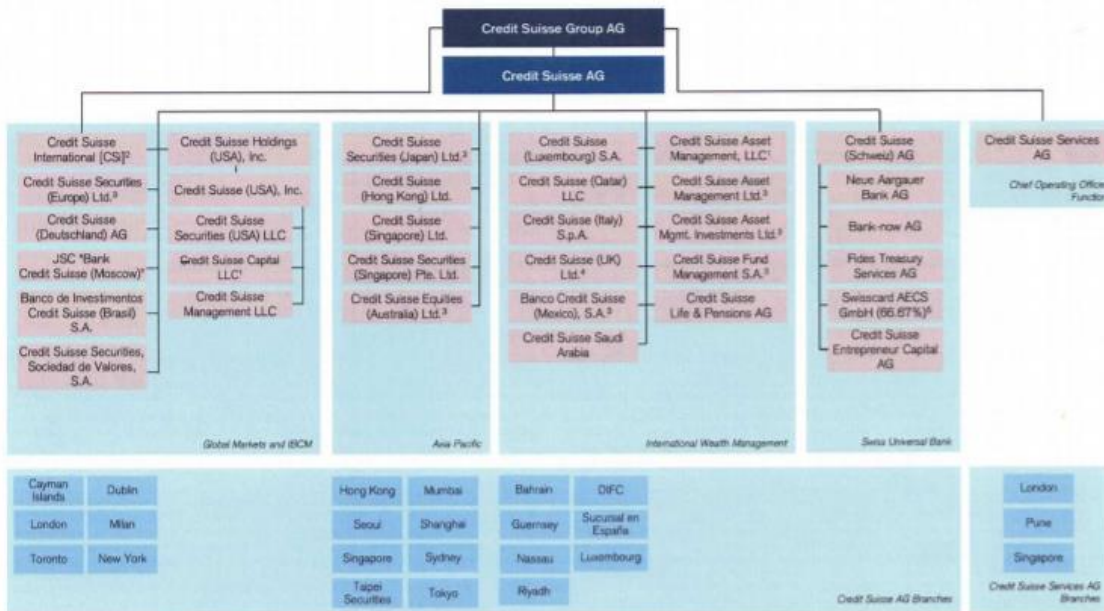 Credit Suisse Group AG
Credit Suisse AG
Credit Suisse
International [CSI]²
Credit Suisse Securities
(Europe) Ltd.³
Credit Suisse
(Deutschland) AG
JSC "Bank
Credit Suisse (Moscow)"
Banco de Investimentos
Credit Suisse (Brasil)
S.A.
Credit Suisse Securities,
Sociedad de Valores,
S.A.
Credit Suisse Holdings
(USA), Inc.
Credit Suisse (USA), Inc.
Credit Suisse
Securities (USA) LLC
Credit Suisse Capital
LLC¹
Credit Suisse
Management LLC
Global Markets and IBCM
Credit Suisse
Securities (Japan) Ltd.³
Credit Suisse
(Hong Kong) Ltd.
Credit Suisse
(Singapore) Ltd.
Credit Suisse Securities
(Singapore) Pte. Ltd.
Credit Suisse Equities
(Australia) Ltd.³
Asia Pacific
Credit Suisse
(Luxembourg) S.A.
Credit Suisse (Qatar)
LLC
Credit Suisse (Italy)
S.p.A.
Credit Suisse (UK)
Ltd.⁴
Banco Credit Suisse
(Mexico), S.A.³
Credit Suisse Saudi
Arabia
Credit Suisse Asset
Management, LLC¹
Credit Suisse Asset
Management Ltd.³
Credit Suisse Asset
Mgmt. Investments Ltd.³
Credit Suisse Fund
Management S.A.³
Credit Suisse
Life & Pensions AG
International Wealth Management
Credit Suisse
(Schweiz) AG
Neue Aargauer
Bank AG
Bank-now AG
Fides Treasury
Services AG
Swisscard AECS
GmbH (66.67%)⁵
Credit Suisse
Entrepreneur Capital
AG
Swiss Universal Bank
Credit Suisse Services
AG
Chief Operating Officer
Function
Cayman
Islands
Dublin
London
Milan
Toronto
New York
Hong Kong
Mumbai
Seoul
Shanghai
Singapore
Sydney
Taipei
Securities
Tokyo
Bahrain
DIFC
Guernsey
Sucursal en
España
Nassau
Luxembourg
Riyadh
Credit Suisse AG Branches
London
Pune
Singapore
Credit Suisse Services AG
Branches